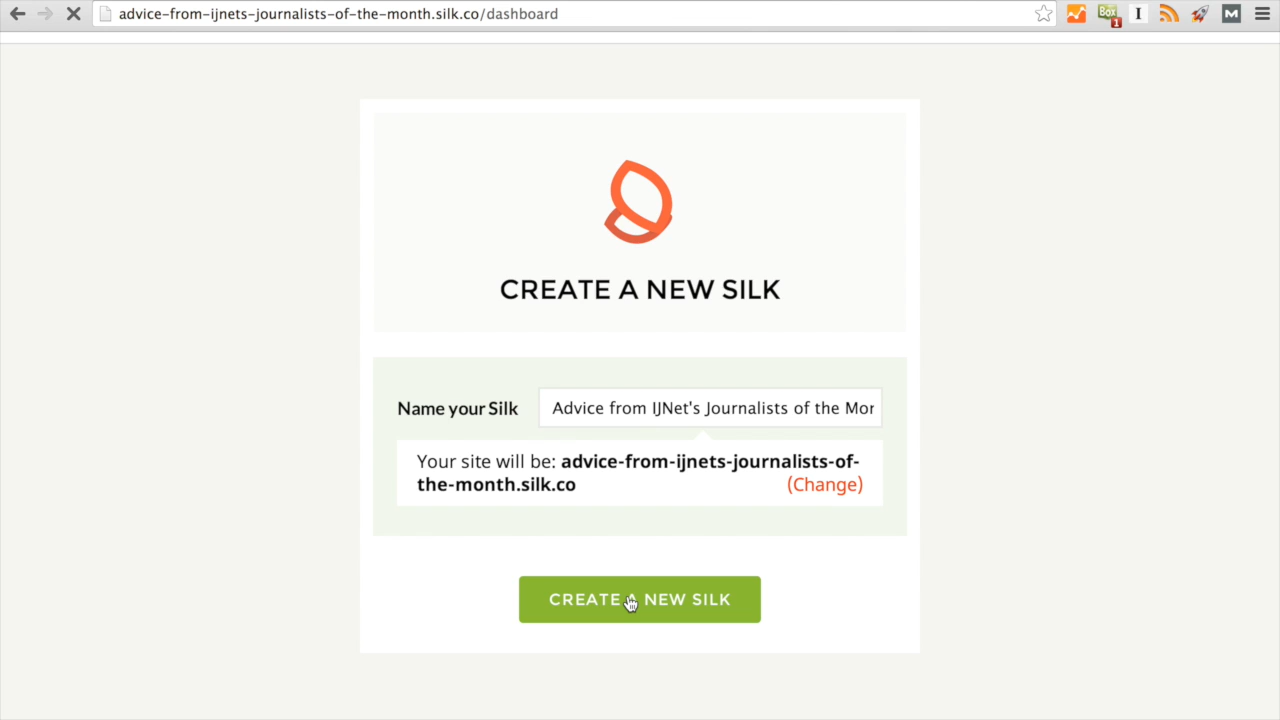 advice-from-ijnets-journalists-of-the-month.silk.co/dashboard
Box
1
I
M
CREATE A NEW SILK
Name your Silk
Advice from IJNet's Journalists of the Mor
Your site will be: advice-from-ijnets-journalists-of-
the-month.silk.co
(Change)
CREATE A NEW SILK